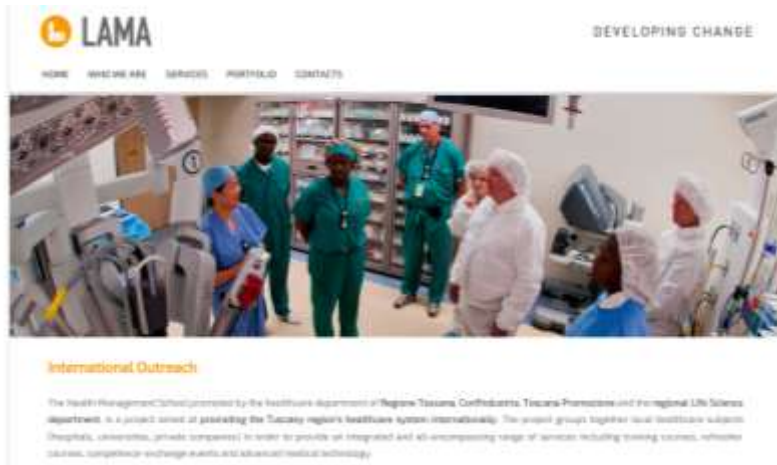 LAMA
DEVELOPING CHANGE
HOME WHO WE ARE SERVICES PORTFOLIO CONTACTS
International Outreach
The Health Management School promoted by the healthcare department of Regione Toscana, Confindustria, Toscana Promozione and the regional Life Science
department, is a project aimed at promoting the Tuscany region's healthcare system internationally. The project groups together local healthcare subjects
(hospitals, universities, private companies) in order to provide an integrated and all-encompassing range of services including training courses, refresher
courses, competence exchange events and advanced medical technology.